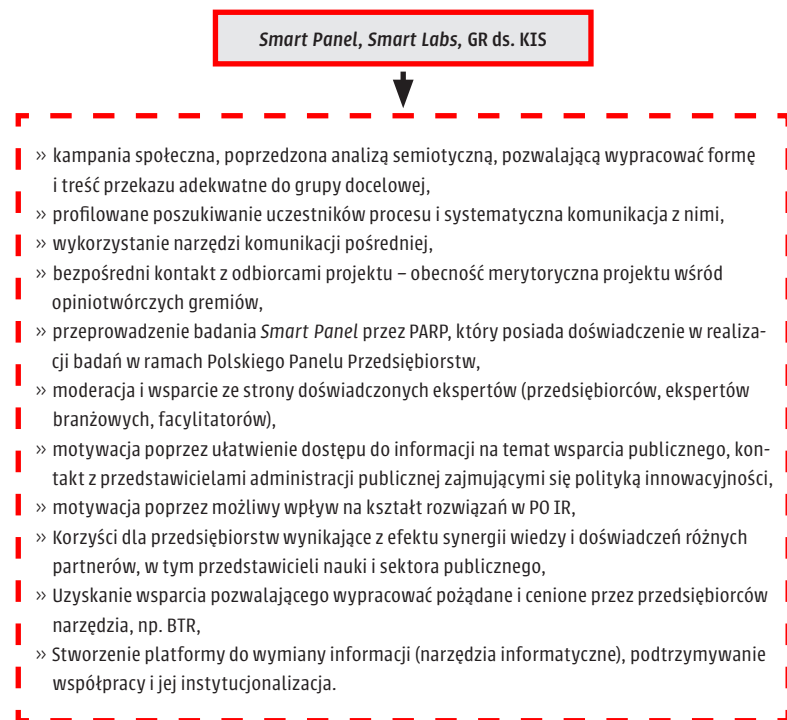 Smart Panel, Smart Labs, GR ds. KIS
» kampania społeczna, poprzedzona analizą semiotyczną, pozwalającą wypracować formę
i treść przekazu adekwatne do grupy docelowej,
» profilowane poszukiwanie uczestników procesu i systematyczna komunikacja z nimi,
» wykorzystanie narzędzi komunikacji pośredniej,
» bezpośredni kontakt z odbiorcami projektu – obecność merytoryczna projektu wśród
opiniotwórczych gremiów,
» przeprowadzenie badania Smart Panel przez PARP, który posiada doświadczenie w realiza-
cji badań w ramach Polskiego Panelu Przedsiębiorstw,
» moderacja i wsparcie ze strony doświadczonych ekspertów (przedsiębiorców, ekspertów
branżowych, facylitatorów),
» motywacja poprzez ułatwienie dostępu do informacji na temat wsparcia publicznego, kon-
takt z przedstawicielami administracji publicznej zajmującymi się polityką innowacyjności,
» motywacja poprzez możliwy wpływ na kształt rozwiązań w PO IR,
» Korzyści dla przedsiębiorstw wynikające z efektu synergii wiedzy i doświadczeń różnych
partnerów, w tym przedstawicieli nauki i sektora publicznego,
» Uzyskanie wsparcia pozwalającego wypracować pożądane i cenione przez przedsiębiorców
narzędzia, np. BTR,
» Stworzenie platformy do wymiany informacji (narzędzia informatyczne), podtrzymywanie
współpracy i jej instytucjonalizacja.